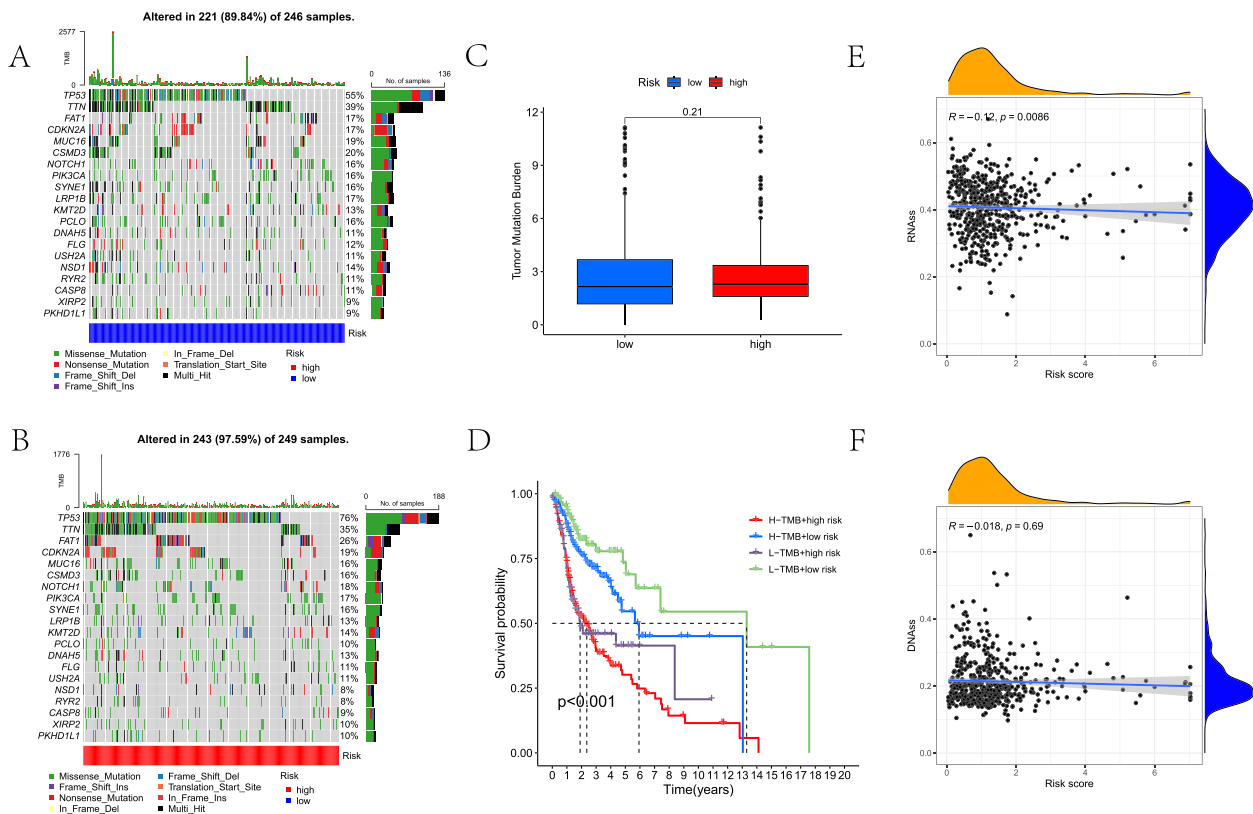 A
Altered in 221 (89.84%) of 246 samples.
2577
TMB
0
0
No. of samples
136
TP53 55%
TTN 39%
FAT1 17%
CDKN2A 17%
MUC16 19%
CSMD3 20%
NOTCH1 16%
PIK3CA 16%
SYNE1 16%
LRP1B 17%
KMT2D 13%
PCLO 16%
DNAH5 11%
FLG 12%
USH2A 11%
NSD1 14%
RYR2 11%
CASP8 11%
XIRP2 9%
PKHD1L1 9%
Risk
Missense_Mutation
Nonsense_Mutation
Frame_Shift_Del
Frame_Shift_Ins
In_Frame_Del
Translation_Start_Site
Multi_Hit
Risk
high
low
B
Altered in 243 (97.59%) of 249 samples.
1776
TMB
0
0
No. of samples
188
TP53 76%
TTN 35%
FAT1 26%
CDKN2A 19%
MUC16 16%
CSMD3 16%
NOTCH1 18%
PIK3CA 17%
SYNE1 16%
LRP1B 13%
KMT2D 14%
PCLO 10%
DNAH5 13%
FLG 11%
USH2A 11%
NSD1 8%
RYR2 8%
CASP8 9%
XIRP2 10%
PKHD1L1 10%
Risk
Missense_Mutation
Frame_Shift_Ins
Nonsense_Mutation
In_Frame_Del
Frame_Shift_Del
Translation_Start_Site
In_Frame_Ins
Multi_Hit
Risk
high
low
C
Risk low high
12
9
6
3
0
Tumor Mutation Burden
0.21
low high
D
1.00
0.75
0.50
0.25
0.00
Survival probability
H-TMB+high risk
H-TMB+low risk
L-TMB+high risk
L-TMB+low risk
p<0.001
0 1 2 3 4 5 6 7 8 9 10 11 12 13 14 15 16 17 18 19 20
Time(years)
E
R = −0.12, p = 0.0086
0.6
0.4
0.2
0.0
RNAss
0 2 4 6
Risk score
F
R = −0.018, p = 0.69
0.6
0.4
0.2
0.0
DNAss
0 2 4 6
Risk score